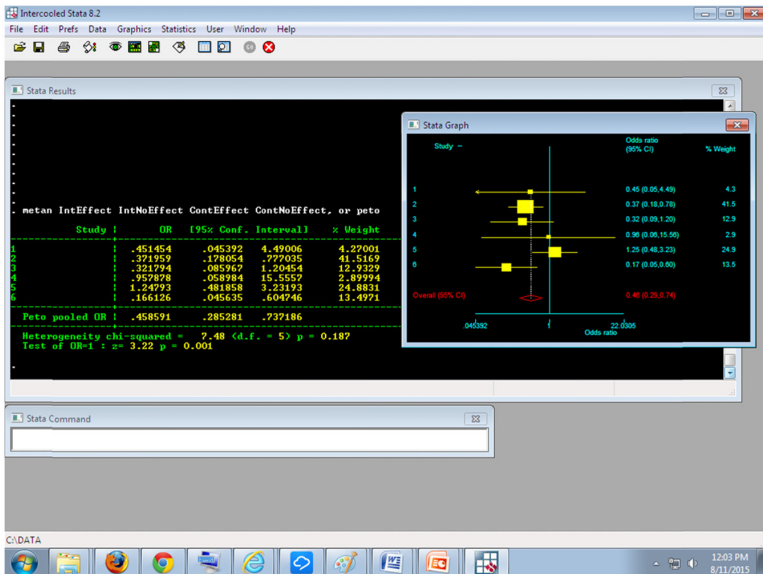 Intercooled Stata 8.2
File Edit Prefs Data Graphics Statistics User Window Help
Stata Results
. metan IntEffect IntNoEffect ContEffect ContNoEffect, or peto
Study | OR [95% Conf. Interval] % Weight
1 | .451454 .045392 4.49006 4.27001
2 | .371959 .178054 .777035 41.5169
3 | .321794 .085967 1.20454 12.9329
4 | .957878 .058984 15.5557 2.89994
5 | 1.24793 .481858 3.23193 24.8831
6 | .166126 .045635 .604746 13.4971
Peto pooled OR | .458591 .285281 .737186
Heterogeneity chi-squared = 7.48 (d.f. = 5) p = 0.187
Test of OR=1 : z= 3.22 p = 0.001
.
Stata Graph
Study
Odds ratio
(95% CI) % Weight
1 0.45 (0.05,4.49) 4.3
2 0.37 (0.18,0.78) 41.5
3 0.32 (0.09,1.20) 12.9
4 0.96 (0.06,15.56) 2.9
5 1.25 (0.48,3.23) 24.9
6 0.17 (0.05,0.60) 13.5
Overall (95% CI) 0.46 (0.29,0.74)
.045392 1 22.0305
Odds ratio
Stata Command
C:\DATA
12:03 PM
8/11/2015